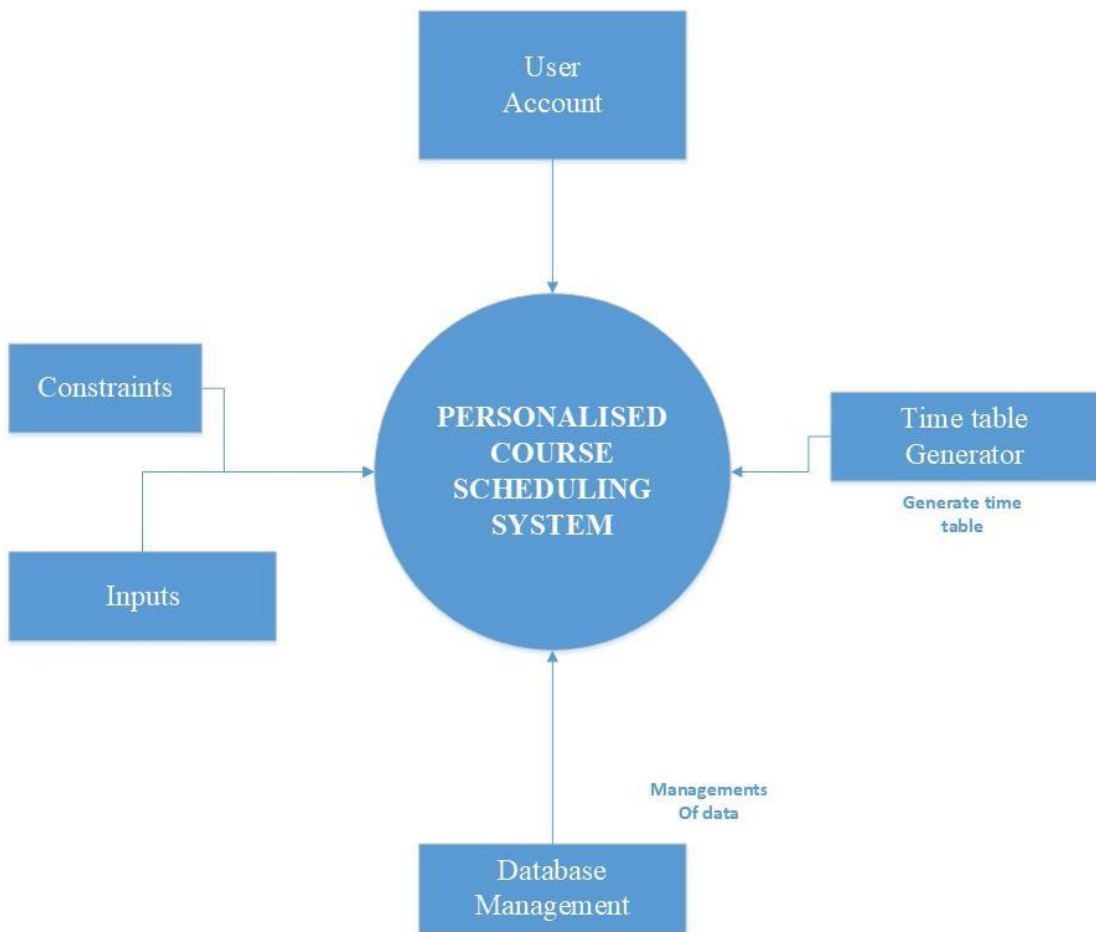 User
Account
Constraints
PERSONALISED
COURSE
SCHEDULING
SYSTEM
Time table
Generator
Generate time
table
Inputs
Managements
Of data
Database
Management